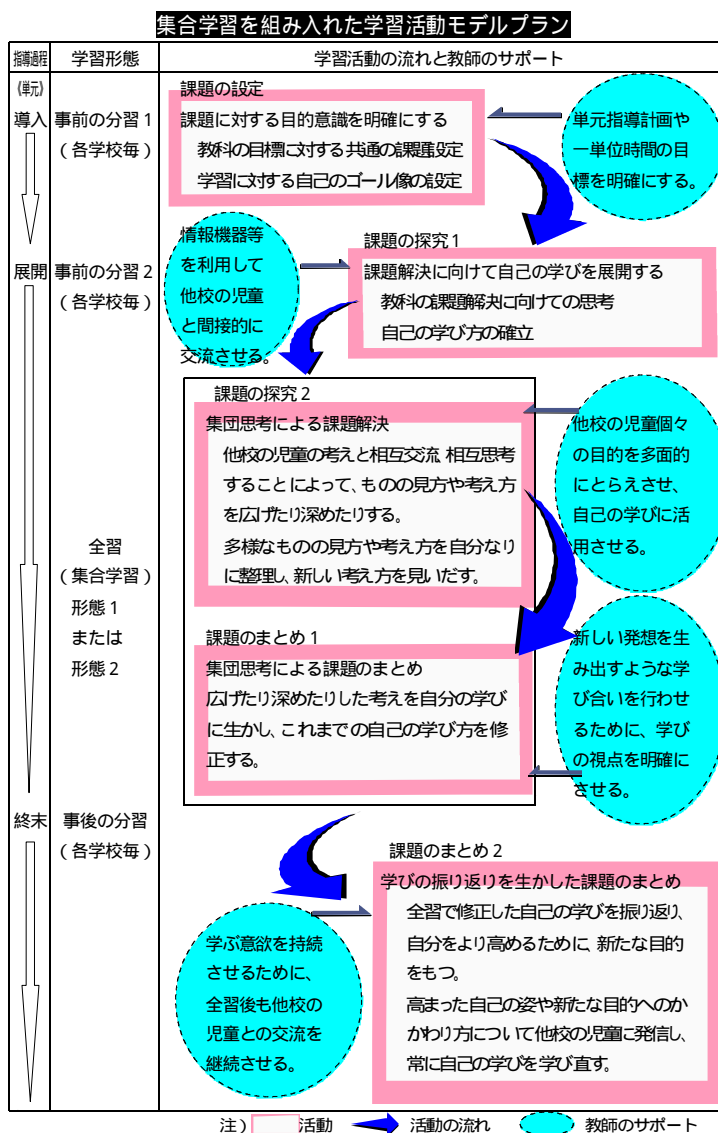 集合学習を組み入れた学習活動モデルプラン
指導過程 学習形態 学習活動の流れと教師のサポート
(単元)
導入 事前の分習1
(各学校毎)
課題の設定
課題に対する目的意識を明確にする
教科の目標に対する共通の課題設定
学習に対する自己のゴール像の設定
単元指導計画や
一単位時間の目
標を明確にする。
展開 事前の分習2
(各学校毎)
情報機器等
を利用して
他校の児童
と間接的に
交流させる。
課題の探究1
課題解決に向けて自己の学びを展開する
教科の課題解決に向けての思考
自己の学び方の確立
全習
(集合学習)
形態1
または
形態2
課題の探究2
集団思考による課題解決
他校の児童の考えと相互交流、相互思考
することによって、ものの見方や考え方
を広げたり深めたりする。
多様なものの見方や考え方を自分なり
に整理し、新しい考え方を見いだす。
他校の児童個々
の目的を多面的
にとらえさせ、
自己の学びに活
用させる。
課題のまとめ1
集団思考による課題のまとめ
広げたり深めたりした考えを自分の学び
に生かし、これまでの自己の学び方を修
正する。
新しい発想を生
み出すような学
び合いを行わせ
るために、学び
の視点を明確に
させる。
終末 事後の分習
(各学校毎)
課題のまとめ2
学びの振り返りを生かした課題のまとめ
全習で修正した自己の学びを振り返り、
自分をより高めるために、新たな目的
をもつ。
高まった自己の姿や新たな目的へのか
かわり方について他校の児童に発信し、
常に自己の学びを学び直す。
学ぶ意欲を持続
させるために、
全習後も他校の
児童との交流を
継続させる。
注) 活動 活動の流れ 教師のサポート